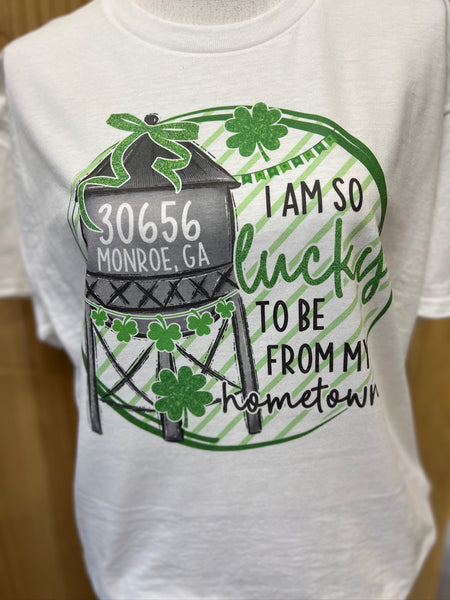 30656
MONROE, GA
I AM SO
lucky
TO BE
FROM MY
hometown